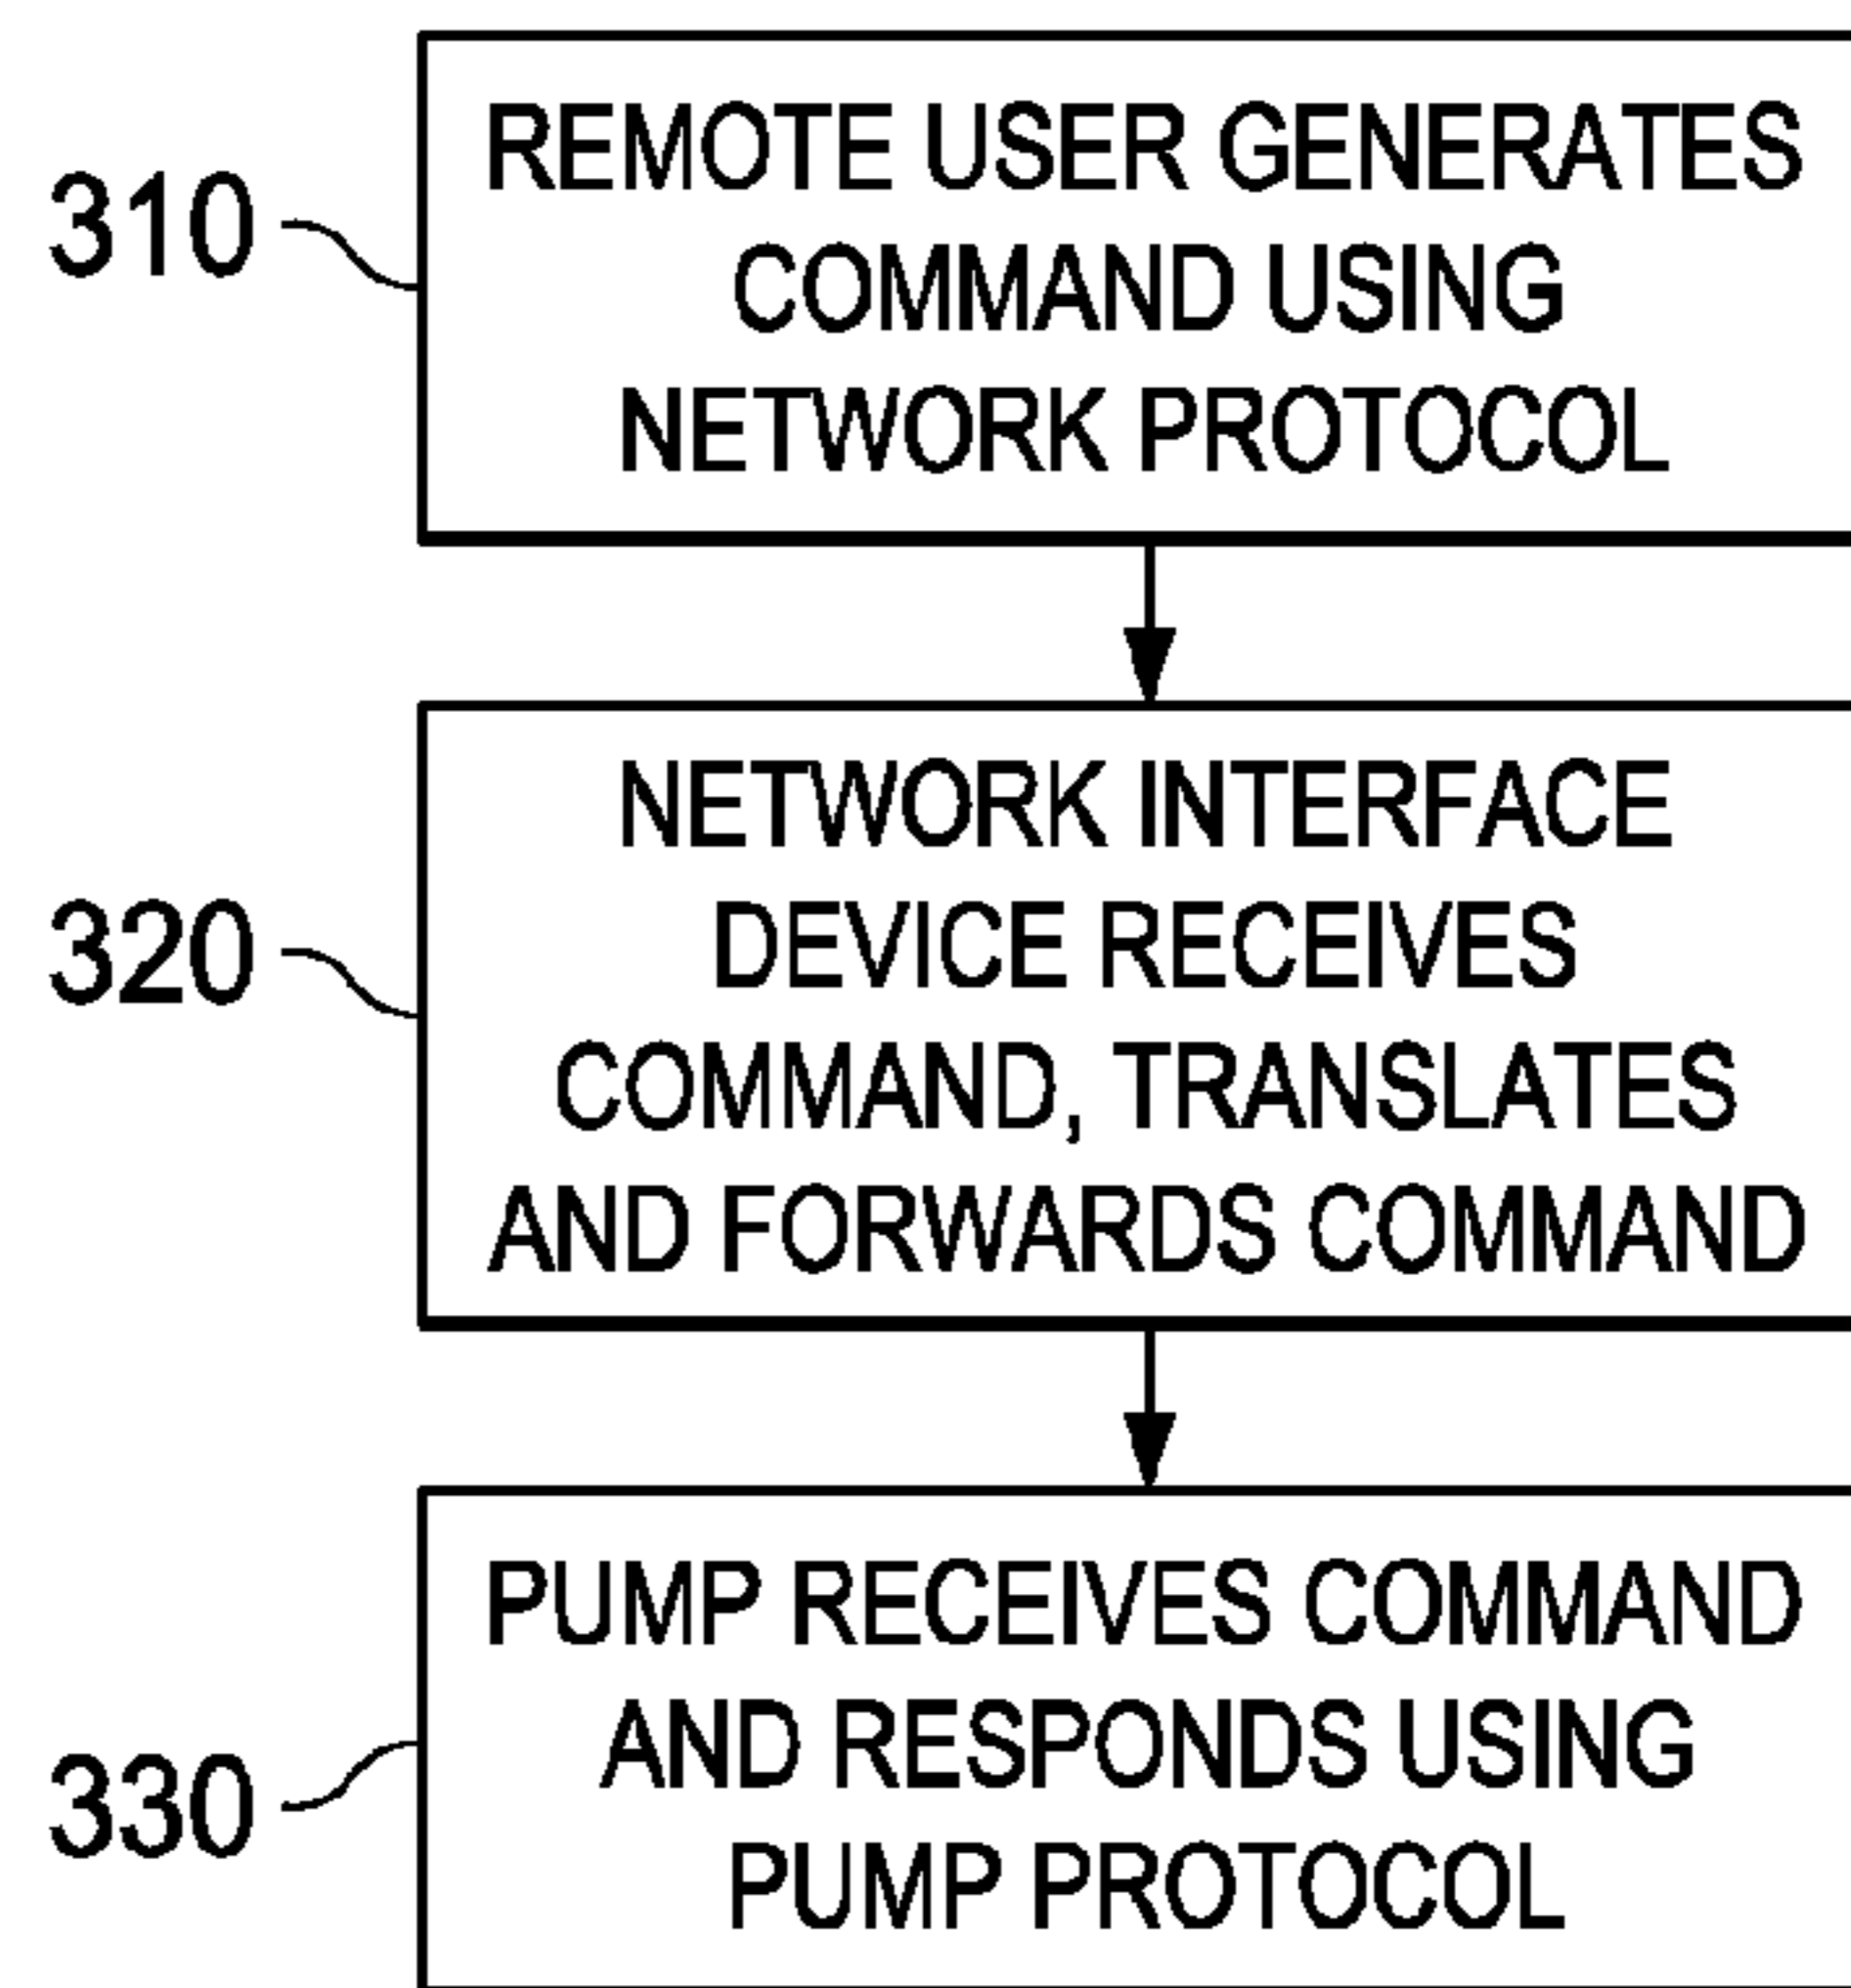 310
REMOTE USER GENERATES
COMMAND USING
NETWORK PROTOCOL
320
NETWORK INTERFACE
DEVICE RECEIVES
COMMAND, TRANSLATES
AND FORWARDS COMMAND
330
PUMP RECEIVES COMMAND
AND RESPONDS USING
PUMP PROTOCOL